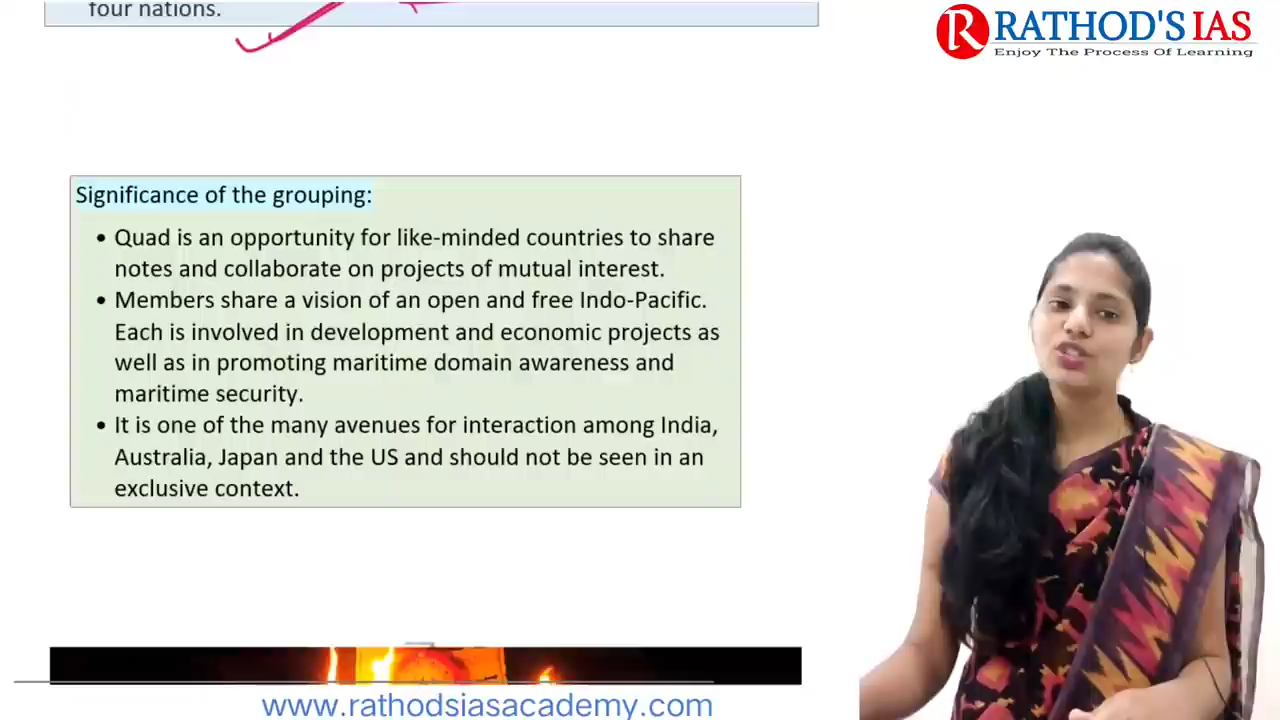 four nations.
RATHOD'S IAS
Enjoy The Process Of Learning
Significance of the grouping:
• Quad is an opportunity for like-minded countries to share
notes and collaborate on projects of mutual interest.
• Members share a vision of an open and free Indo-Pacific.
Each is involved in development and economic projects as
well as in promoting maritime domain awareness and
maritime security.
• It is one of the many avenues for interaction among India,
Australia, Japan and the US and should not be seen in an
exclusive context.
www.rathodsiasacademy.com